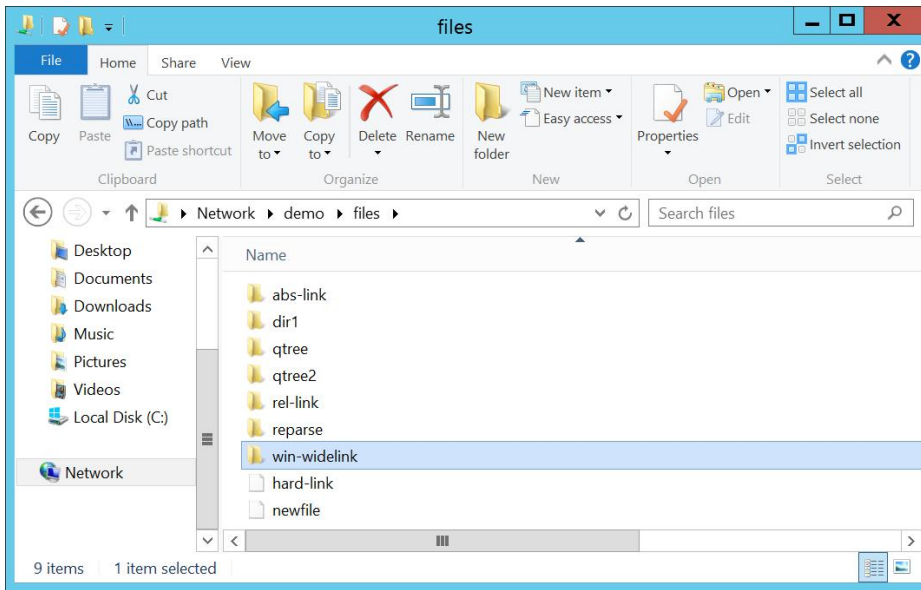 files
File Home Share View
Copy
Paste
Cut
Copy path
Paste shortcut
Move to
Copy to
Delete
Rename
New folder
New item
Easy access
Properties
Open
Edit
Select all
Select none
Invert selection
Clipboard Organize New Open Select
Network demo files
Search files
Desktop
Documents
Downloads
Music
Pictures
Videos
Local Disk (C:)
Network
Name
abs-link
dir1
qtree
qtree2
rel-link
reparse
win-widelink
hard-link
newfile
9 items 1 item selected